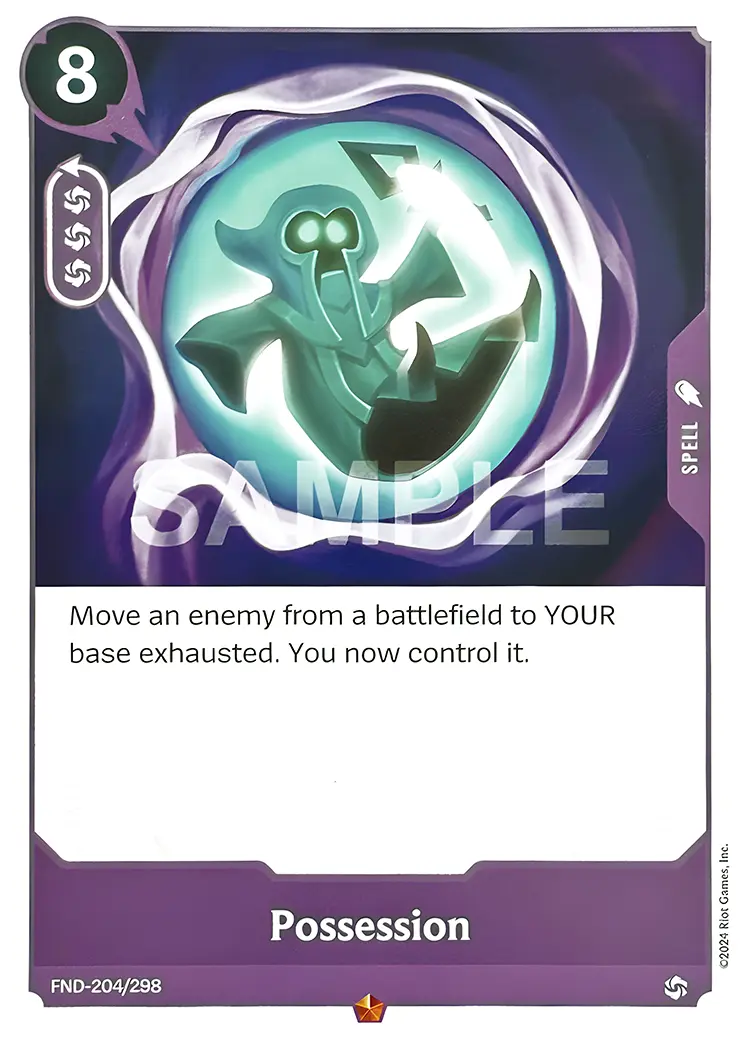 8
SPELL
SAMPLE
Move an enemy from a battlefield to YOUR
base exhausted. You now control it.
©2024 Riot Games, Inc.
Possession
FND-204/298